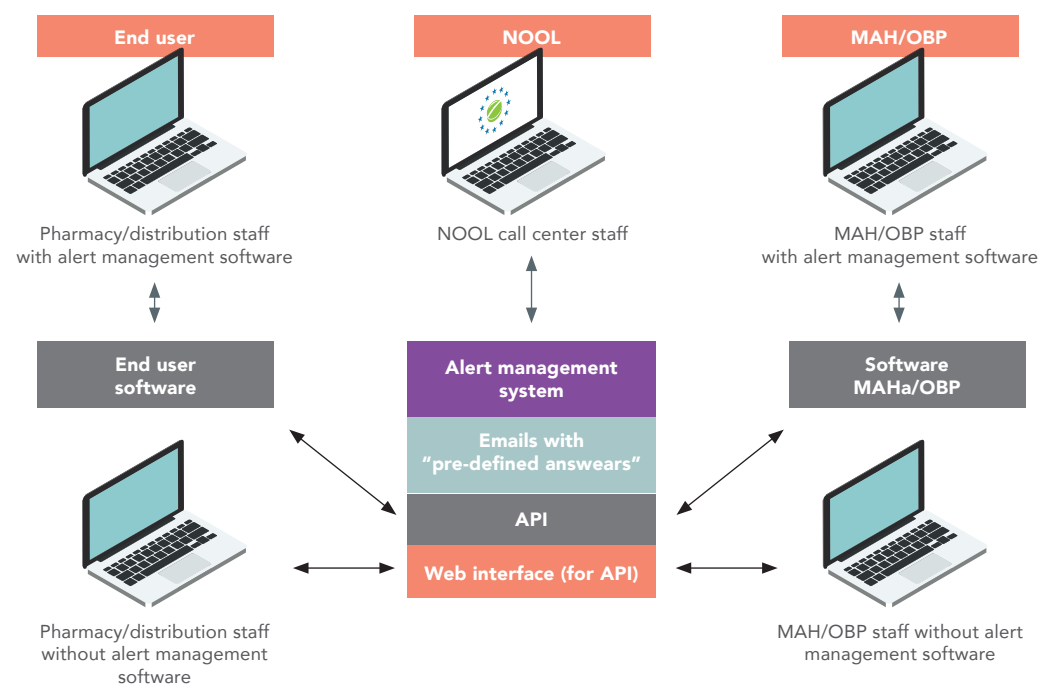 End user
NOOL
MAH/OBP
Pharmacy/distribution staff
with alert management software
NOOL call center staff
MAH/OBP staff
with alert management software
End user
software
Alert management
system
Software
MAHa/OBP
Emails with
"pre-defined answears"
API
Web interface (for API)
Pharmacy/distribution staff
without alert management
software
MAH/OBP staff without alert
management software